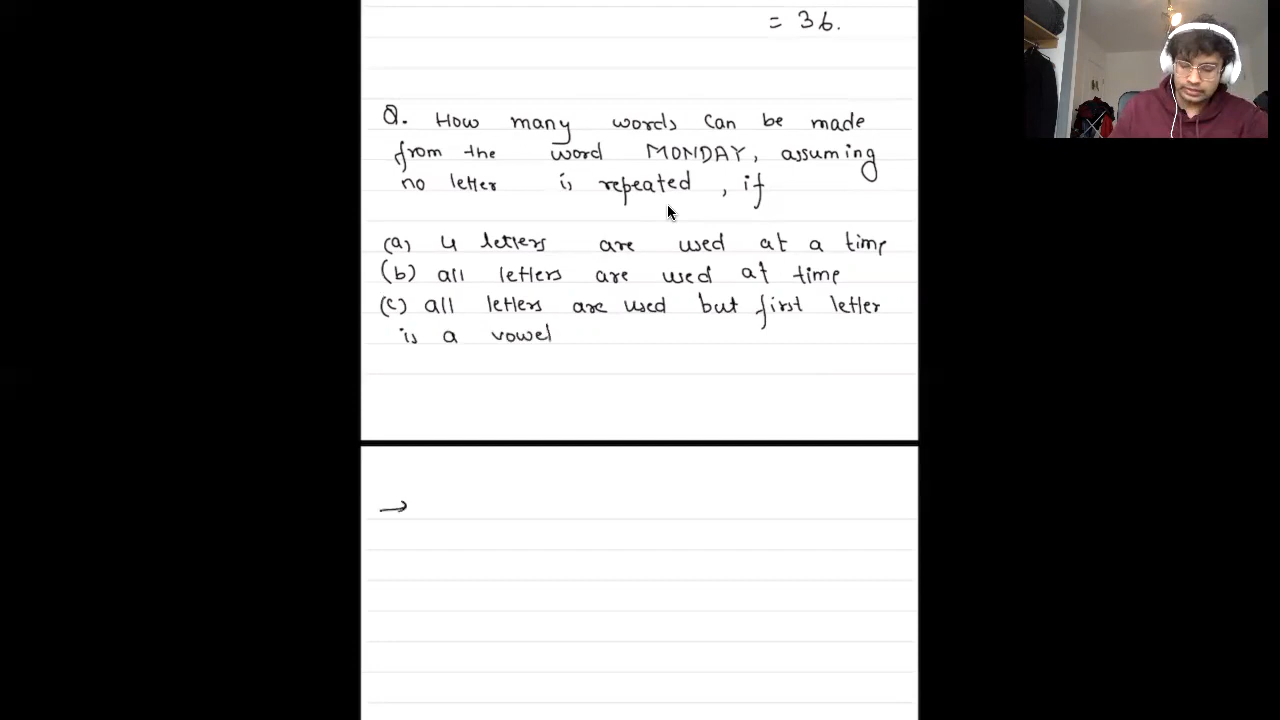 = 36.
Q. How many words can be made
from the word MONDAY, assuming
no letter is repeated, if
(a) 4 letters are used at a time
(b) all letters are used at time
(c) all letters are used but first letter
is a vowel
→